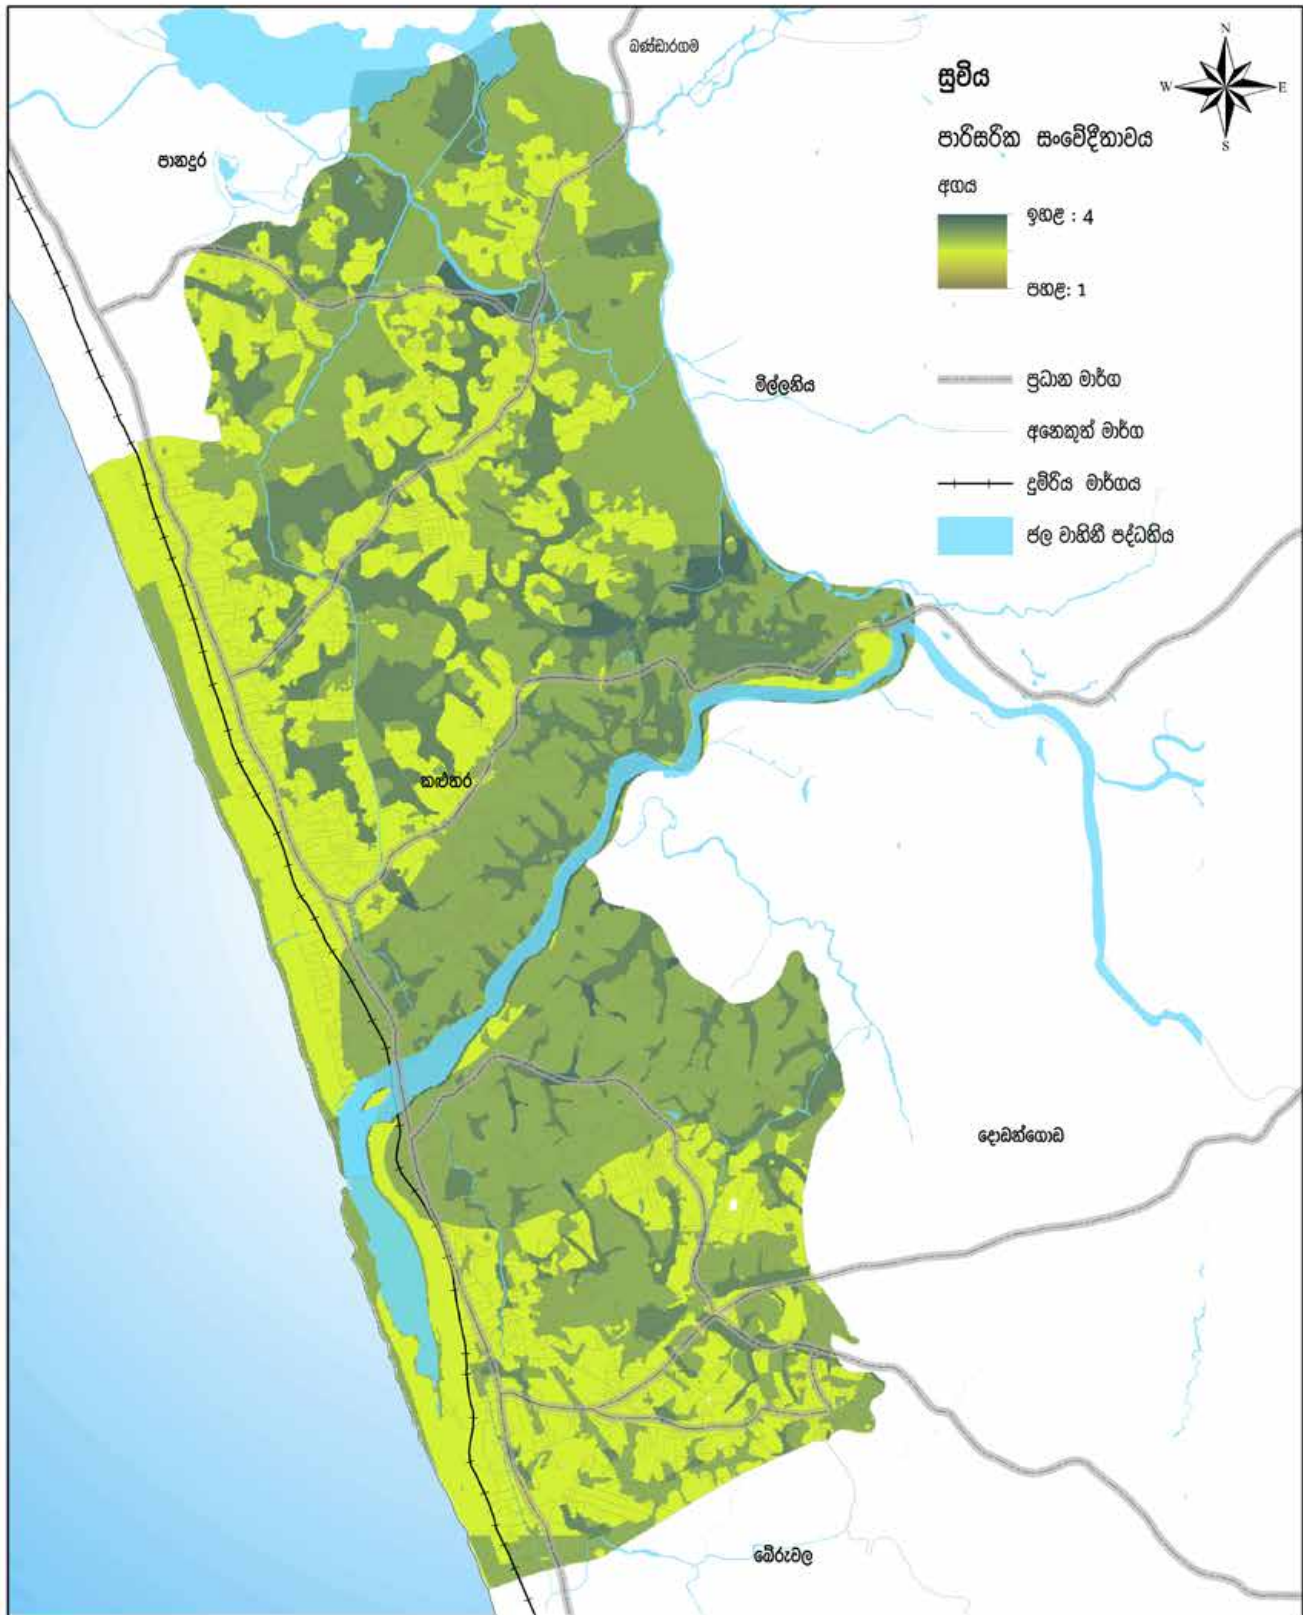 බණ්ඩාරගම
N
සූචිය
W E
S
පාරිසරික සංවේදීතාවය
පානදුර
අගය
ඉහළ : 4
පහළ: 1
මිල්ලනිය
ප්‍රධාන මාර්ග
අනෙකුත් මාර්ග
දුම්රිය මාර්ගය
ජල වාහිනී පද්ධතිය
කළුතර
දොඩන්ගොඩ
බේරුවල